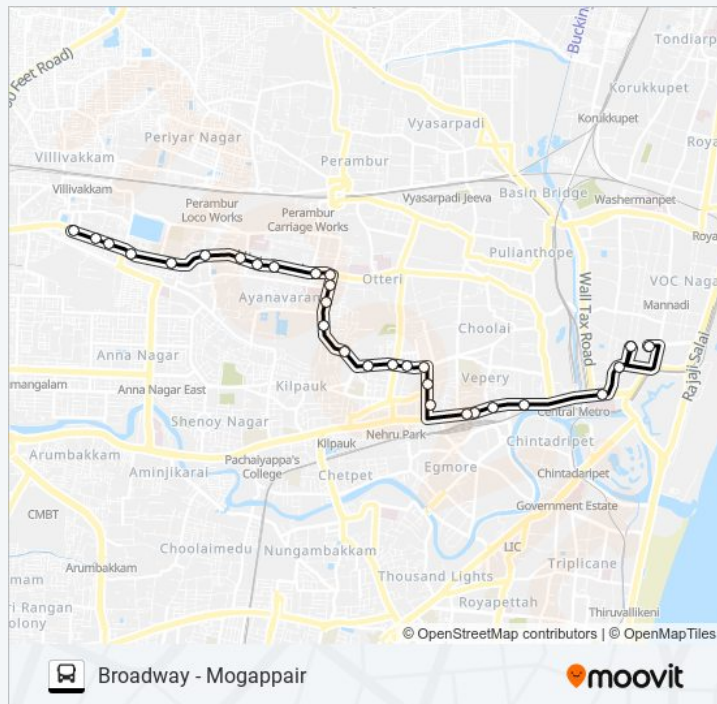 Bucking
Tondiarp
00 Feet Road)
Korukkupet
Vyasarpadi
Korukkupet
Periyar Nagar
Roya
Villivakkam
Perambur
Basin Bridge
Villivakkam
Perambur
Loco Works
Perambur
Carriage Works
Vyasarpadi Jeeva
Washermanpet
Roya
Pulianthope
Otteri
VOC Naga
Ayanavaram
Wall Tax Road
Mannadi
Choolai
Rajaji Salai
Anna Nagar
Kilpauk
Vepery
mangalam
Anna Nagar East
Shenoy Nagar
Central Metro
Nehru Park
Kilpauk
Chintadripet
Arumbakkam
Pachaiyappa's
College
Egmore
Aminjikarai
Chetpet
Chintadaripet
CMBT
Government Estate
Choolaimedu
Nungambakkam
LIC
Arumbakkam
Triplicane
mam
Thousand Lights
ri Rangan
olony
Royapettah
Thiruvallikeni
© OpenStreetMap contributors | © OpenMapTiles
Broadway - Mogappair
moovit